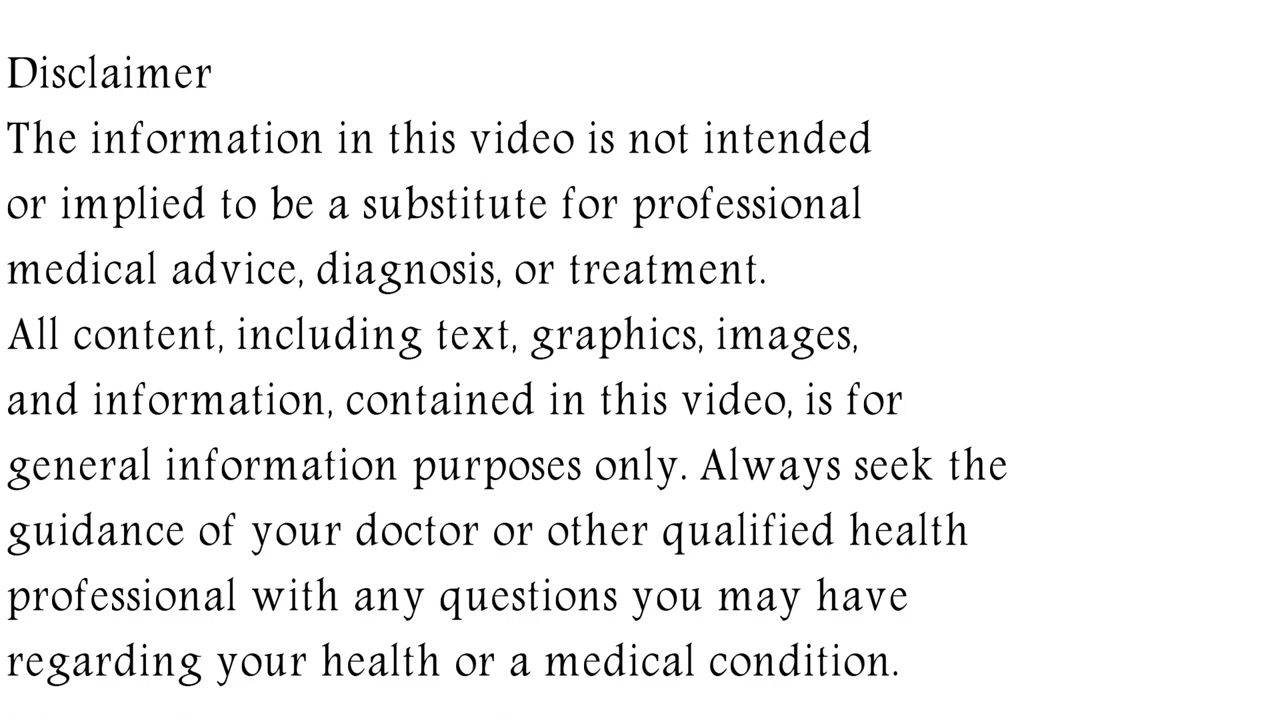 Disclaimer
The information in this video is not intended
or implied to be a substitute for professional
medical advice, diagnosis, or treatment.
All content, including text, graphics, images,
and information, contained in this video, is for
general information purposes only. Always seek the
guidance of your doctor or other qualified health
professional with any questions you may have
regarding your health or a medical condition.